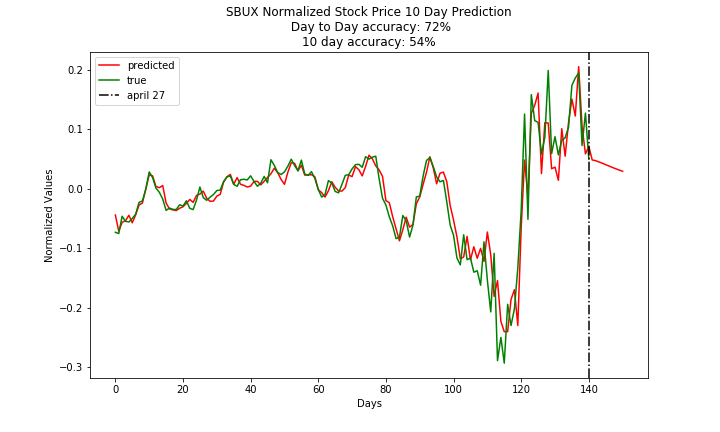 SBUX Normalized Stock Price 10 Day Prediction
Day to Day accuracy: 72%
10 day accuracy: 54%
predicted
true
april 27
Normalized Values
0.2
0.1
0.0
−0.1
−0.2
−0.3
0 20 40 60 80 100 120 140
Days